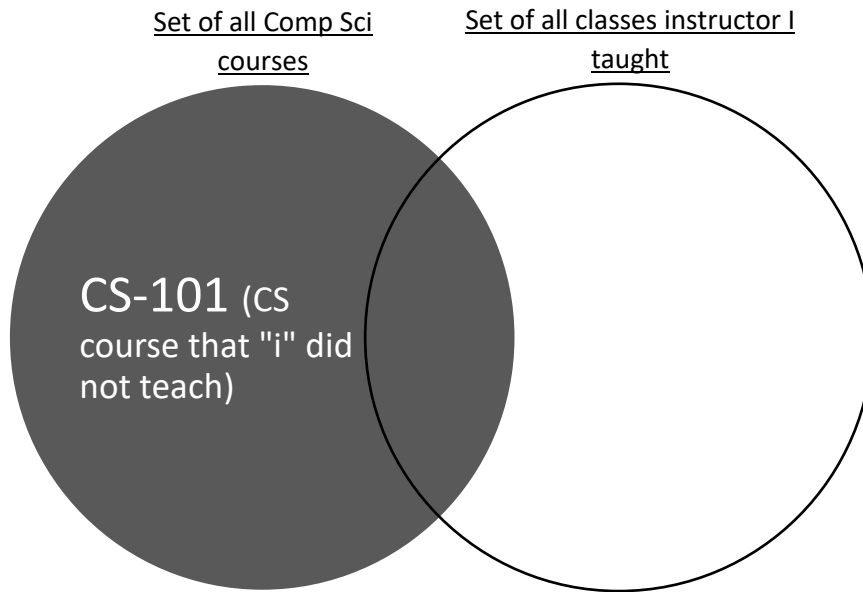 Set of all Comp Sci
courses
Set of all classes instructor I
taught
CS-101 (CS
course that "i" did
not teach)